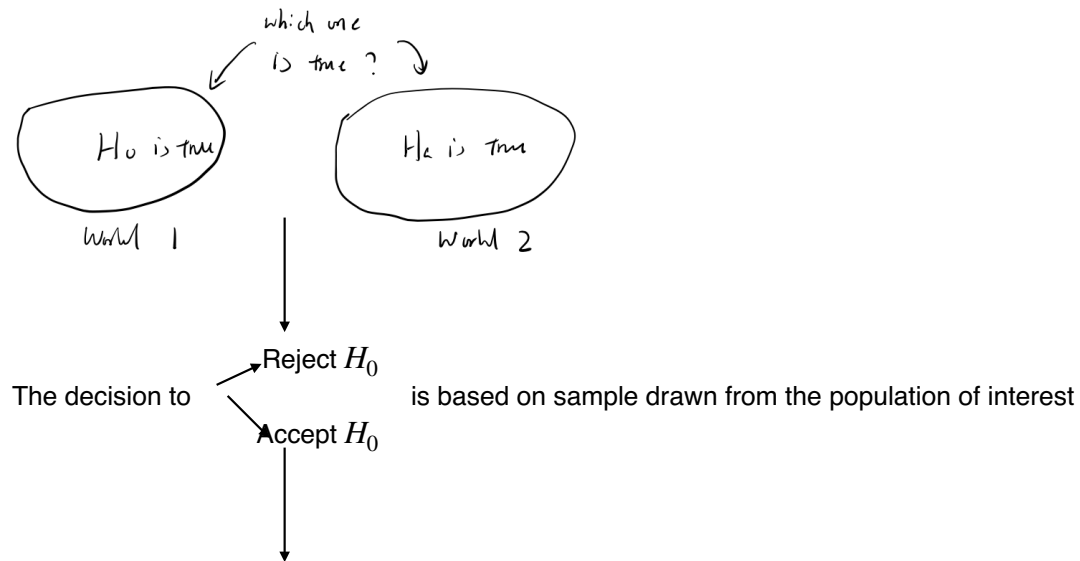 which one
is true ?
H₀ is true
Hₐ is true
World 1
World 2
Reject H₀
The decision to
is based on sample drawn from the population of interest
Accept H₀